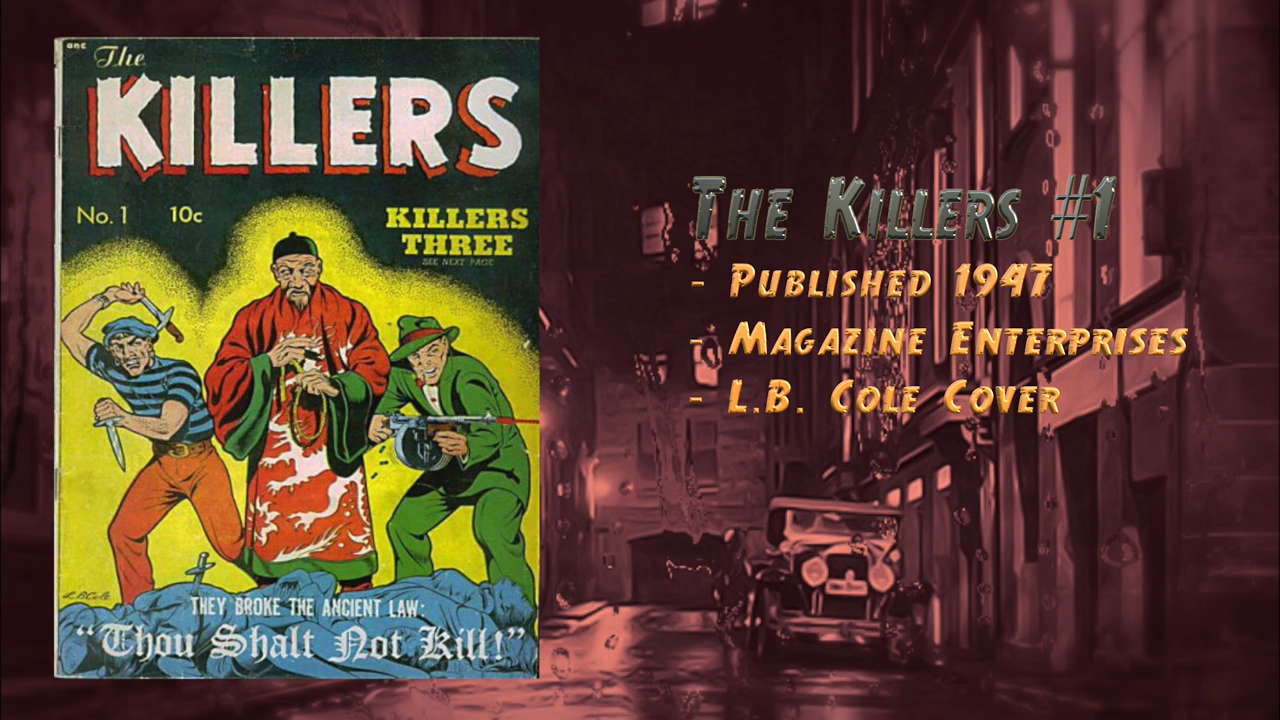 The
KILLERS
No. 1 10c
KILLERS
THREE
SEE NEXT PAGE
L.B. Cole
THEY BROKE THE ANCIENT LAW:
"Thou Shalt Not Kill!"
The Killers #1
- Published 1947
- Magazine Enterprises
- L.B. Cole Cover